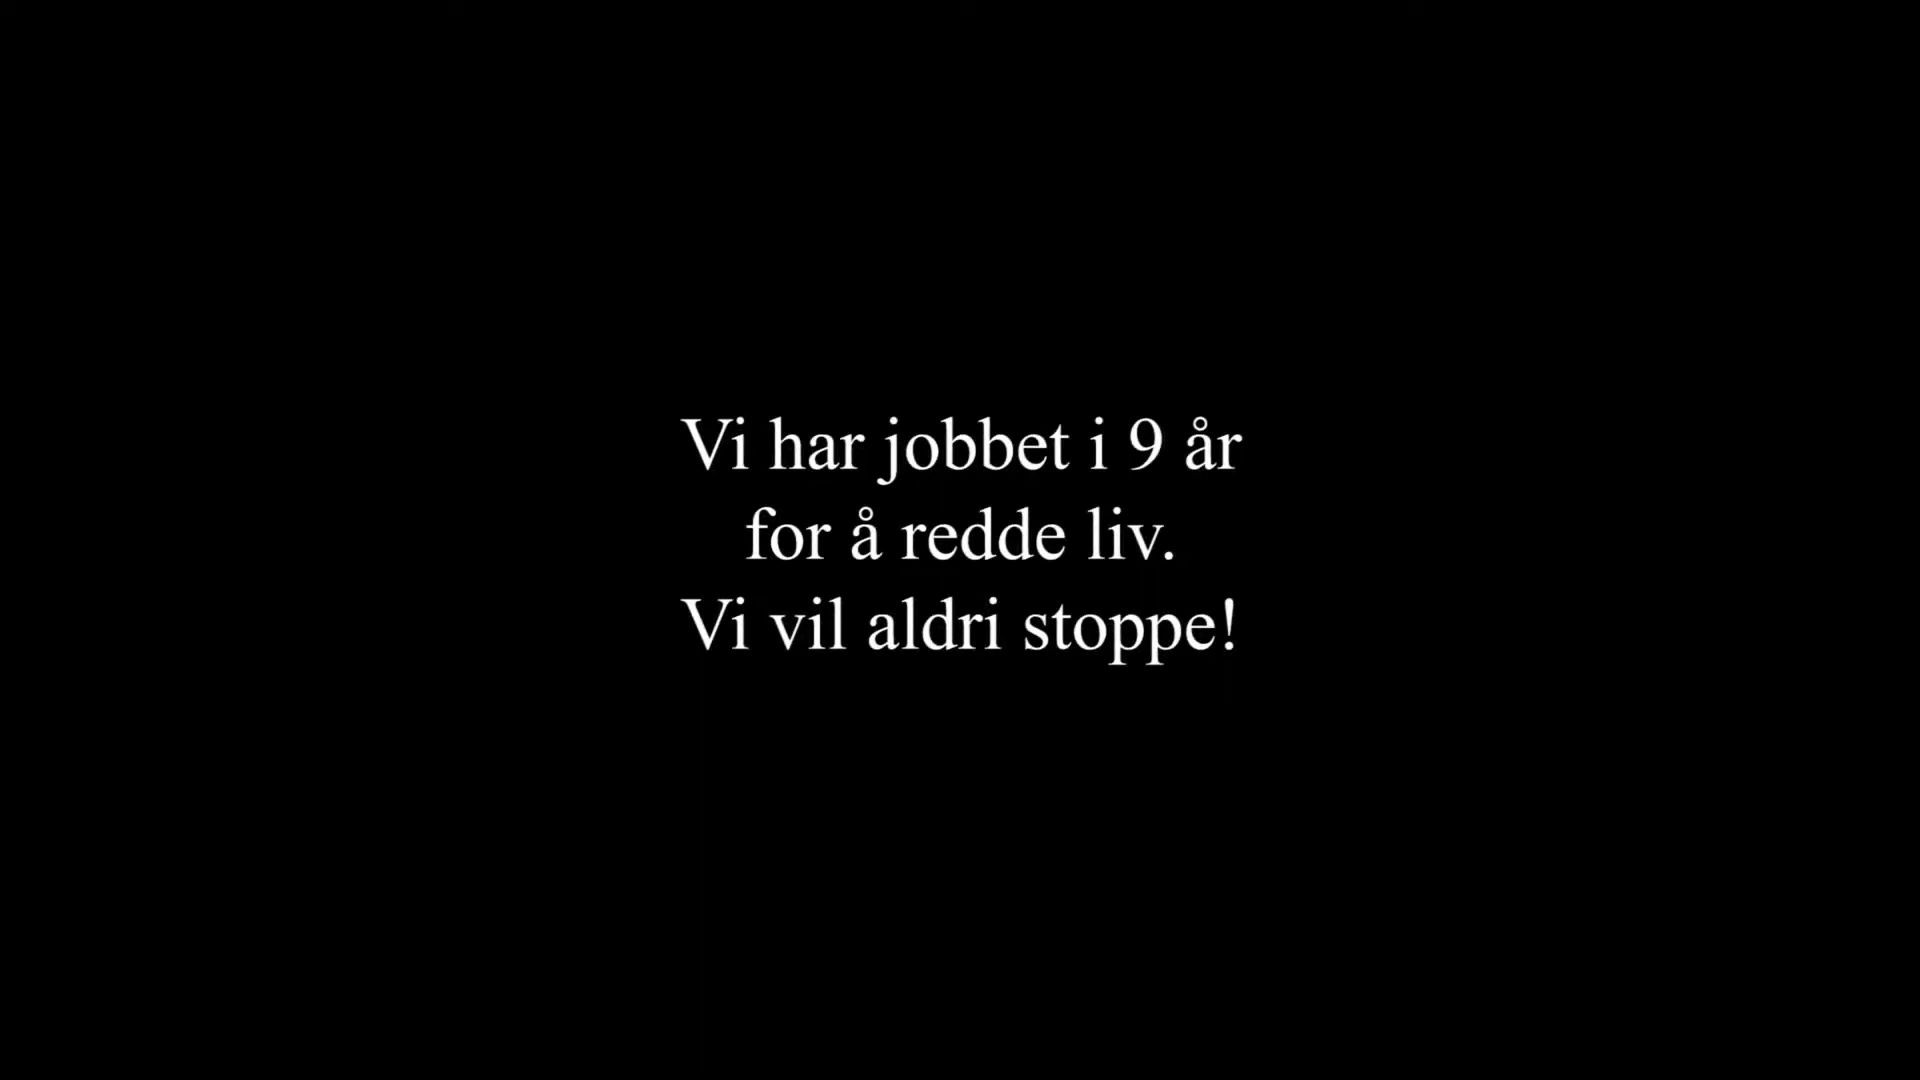 Vi har jobbet i 9 år
for å redde liv.
Vi vil aldri stoppe!